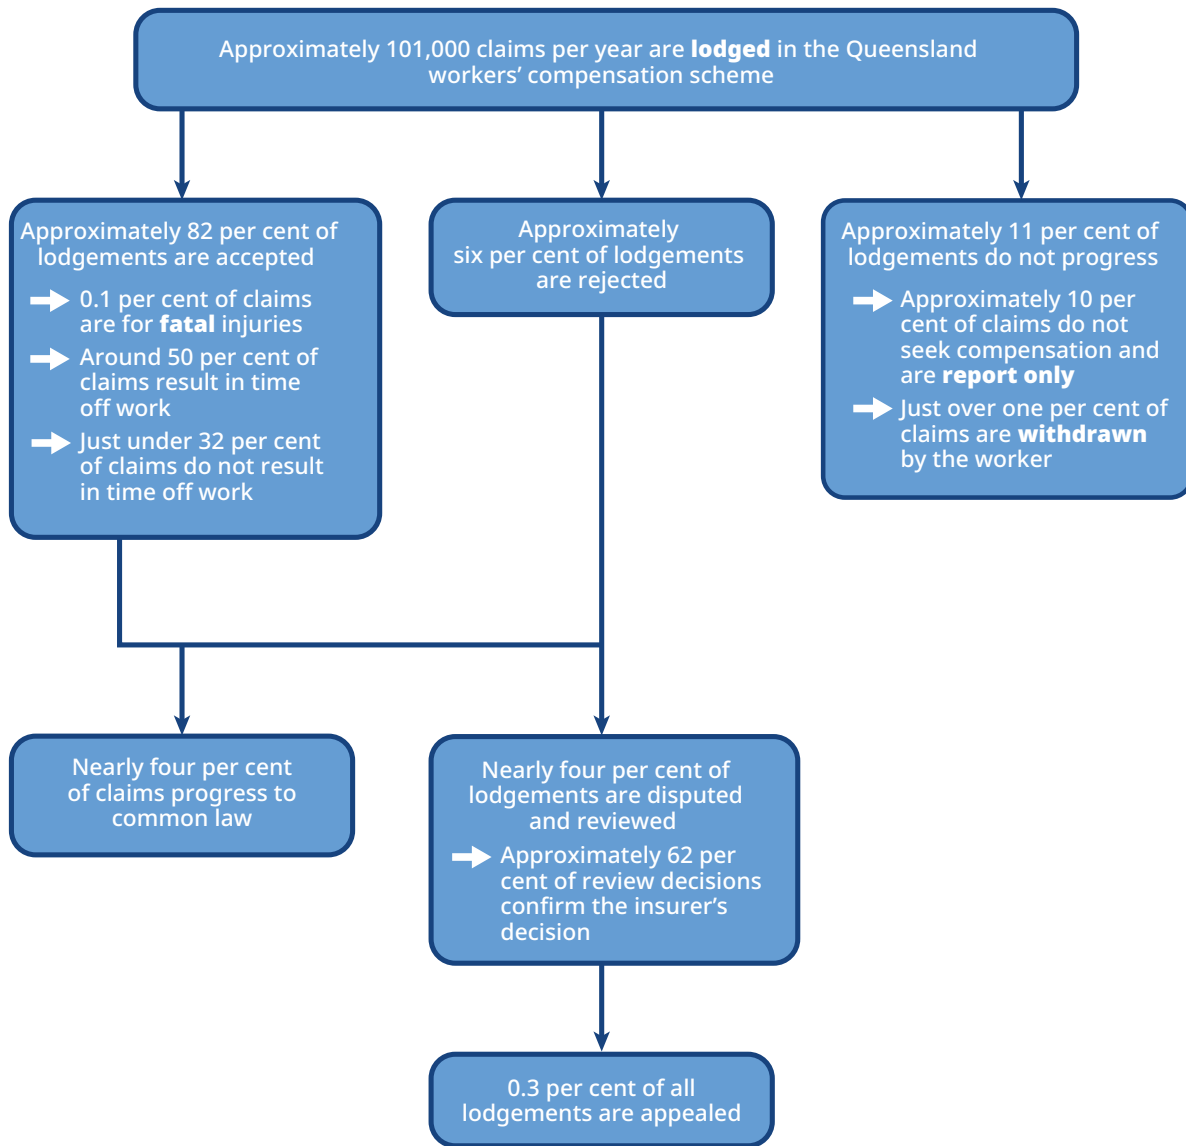 Approximately 101,000 claims per year are lodged in the Queensland
workers’ compensation scheme
Approximately 82 per cent of
lodgements are accepted
0.1 per cent of claims
are for fatal injuries
Around 50 per cent of
claims result in time
off work
Just under 32 per cent
of claims do not result
in time off work
Approximately
six per cent of lodgements
are rejected
Approximately 11 per cent of
lodgements do not progress
Approximately 10 per
cent of claims do not
seek compensation and
are report only
Just over one per cent of
claims are withdrawn
by the worker
Nearly four per cent
of claims progress to
common law
Nearly four per cent of
lodgements are disputed
and reviewed
Approximately 62 per
cent of review decisions
confirm the insurer’s
decision
0.3 per cent of all
lodgements are appealed